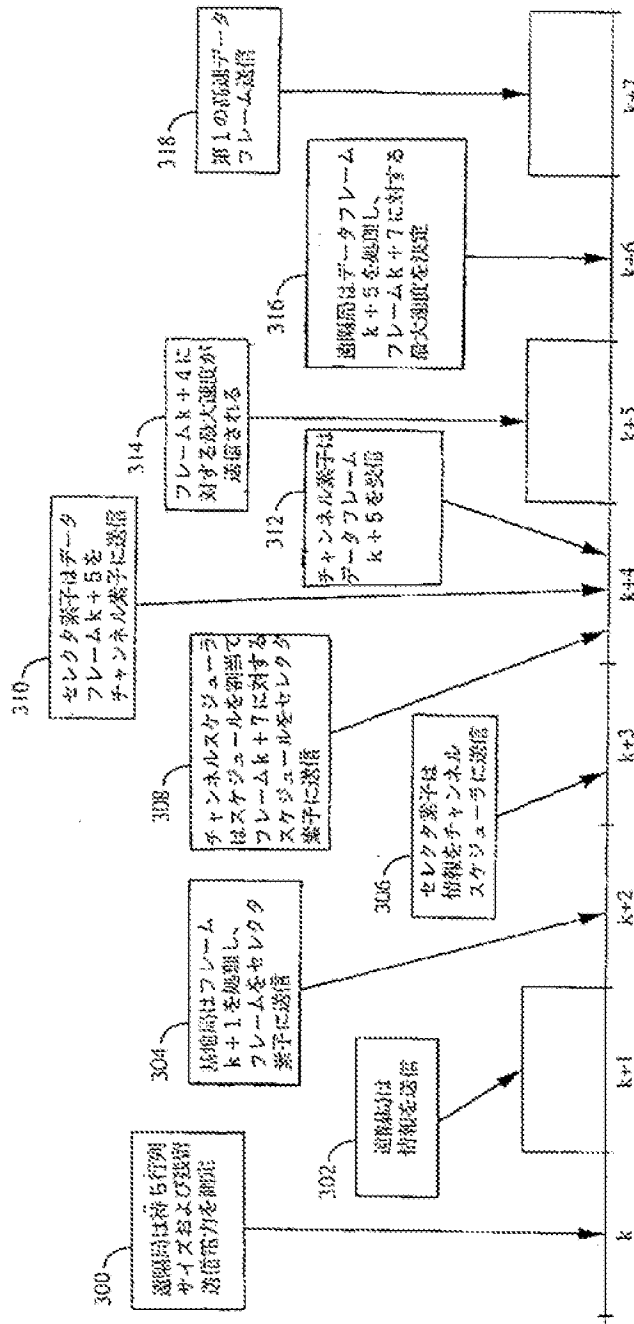 300
遠隔局は待ち行列
サイズおよび残留
送信電力を測定
302
遠隔局は
情報を送信
304
基地局はフレーム
k+1を処理し、
フレームをセレクタ
素子に送信
306
セレクタ素子は
情報をチャンネル
スケジューラに送信
308
チャンネルスケジューラ
はスケジュールを割当て
フレームk+7に対する
スケジュールをセレクタ
素子に送信
310
セレクタ素子はデータ
フレームk+5を
チャンネル素子に送信
312
チャンネル素子は
データフレーム
k+5を受信
314
フレームk+4に
対する最大速度が
送信される
316
遠隔局はデータフレーム
k+5を処理し、
フレームk+7に対する
最大速度を決定
318
第1の高速データ
フレーム送信
k
k+1
k+2
k+3
k+4
k+5
k+6
k+7